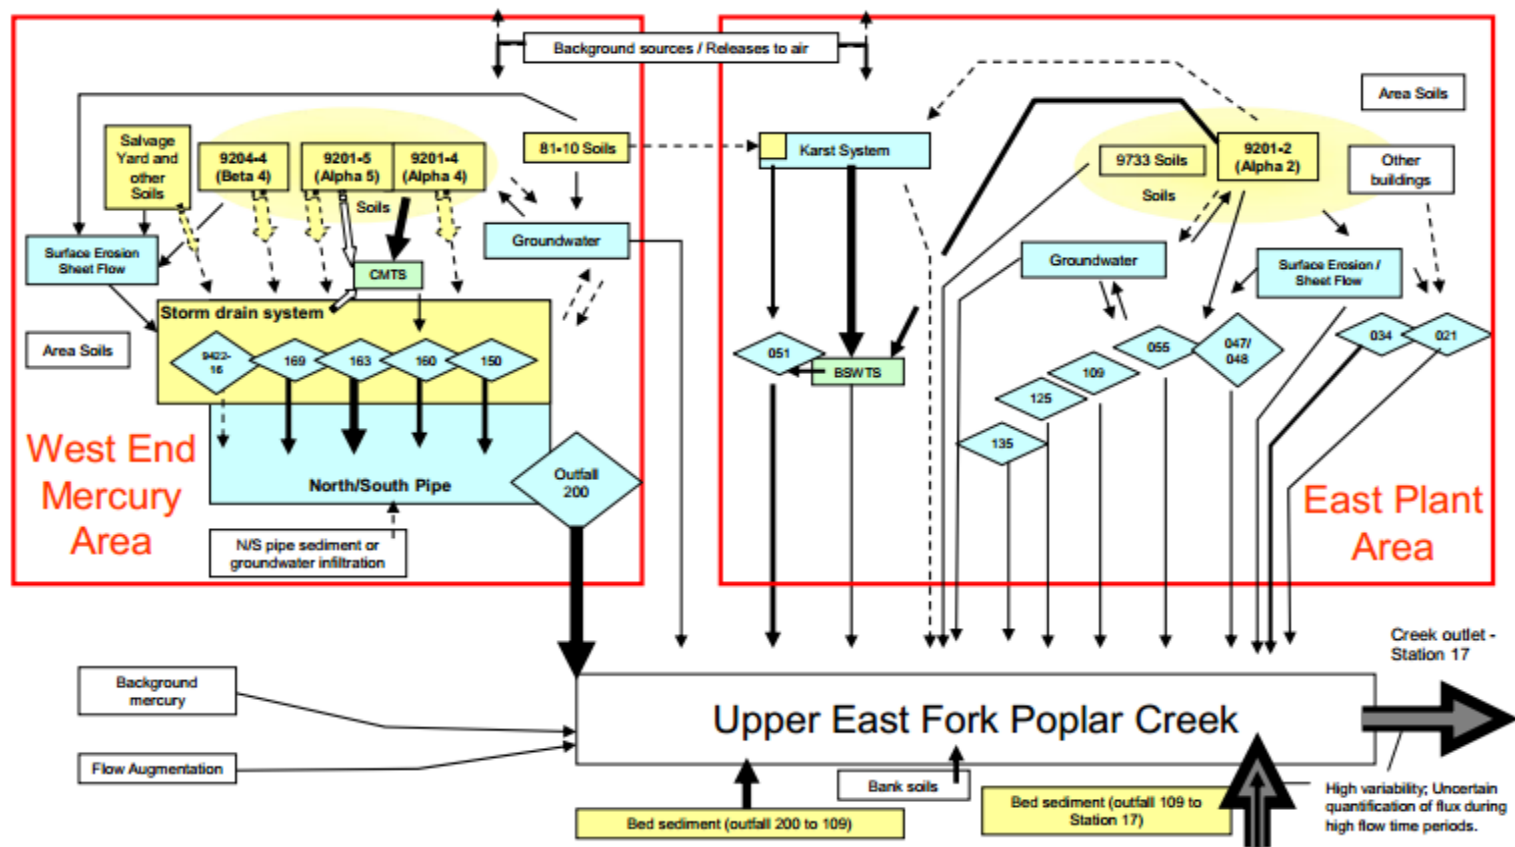 Background sources / Releases to air
Area Soils
Salvage
Yard and
other
Soils
9204-4
(Beta 4)
9201-5
(Alpha 5)
9201-4
(Alpha 4)
Soils
81-10 Soils
Karst System
9733 Soils
9201-2
(Alpha 2)
Soils
Other
buildings
Surface Erosion
Sheet Flow
CMTS
Groundwater
Groundwater
Surface Erosion /
Sheet Flow
Storm drain system
Area Soils
9422-
16
169
163
160
150
051
BSWTS
055
047/
048
034
021
109
125
135
West End
Mercury
Area
North/South Pipe
Outfall
200
East Plant
Area
N/S pipe sediment or
groundwater infiltration
Creek outlet -
Station 17
Background
mercury
Upper East Fork Poplar Creek
Flow Augmentation
Bank soils
Bed sediment (outfall 200 to 109)
Bed sediment (outfall 109 to
Station 17)
High variability; Uncertain
quantification of flux during
high flow time periods.